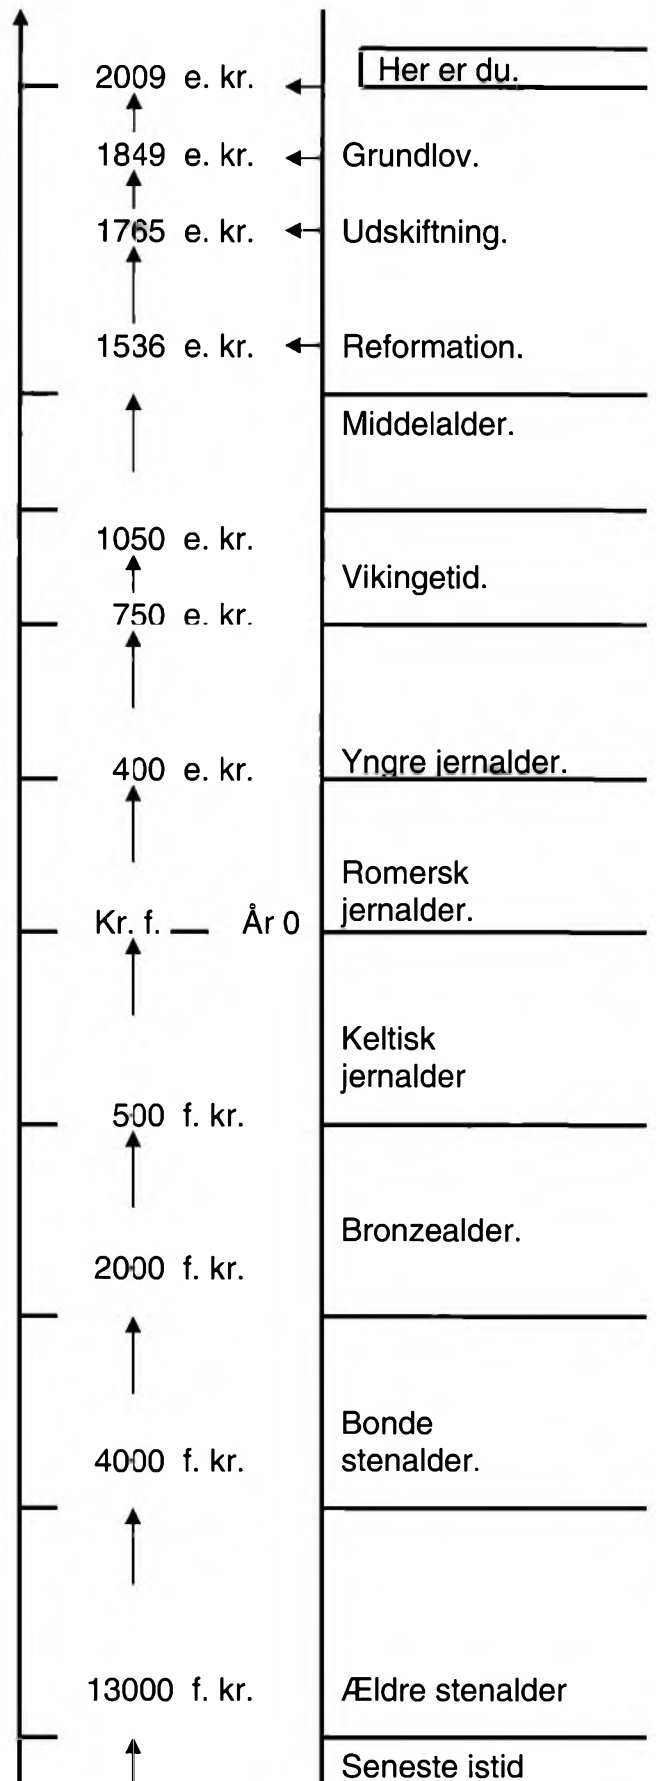 2009 e. kr. Her er du.
1849 e. kr. Grundlov.
1765 e. kr. Udskiftning.
1536 e. kr. Reformation.
Middelalder.
1050 e. kr.
Vikingetid.
750 e. kr.
400 e. kr. Yngre jernalder.
Romersk
Kr. f. År 0 jernalder.
Keltisk
jernalder
500 f. kr.
Bronzealder.
2000 f. kr.
Bonde
4000 f. kr. stenalder.
13000 f. kr. Ældre stenalder
Seneste istid